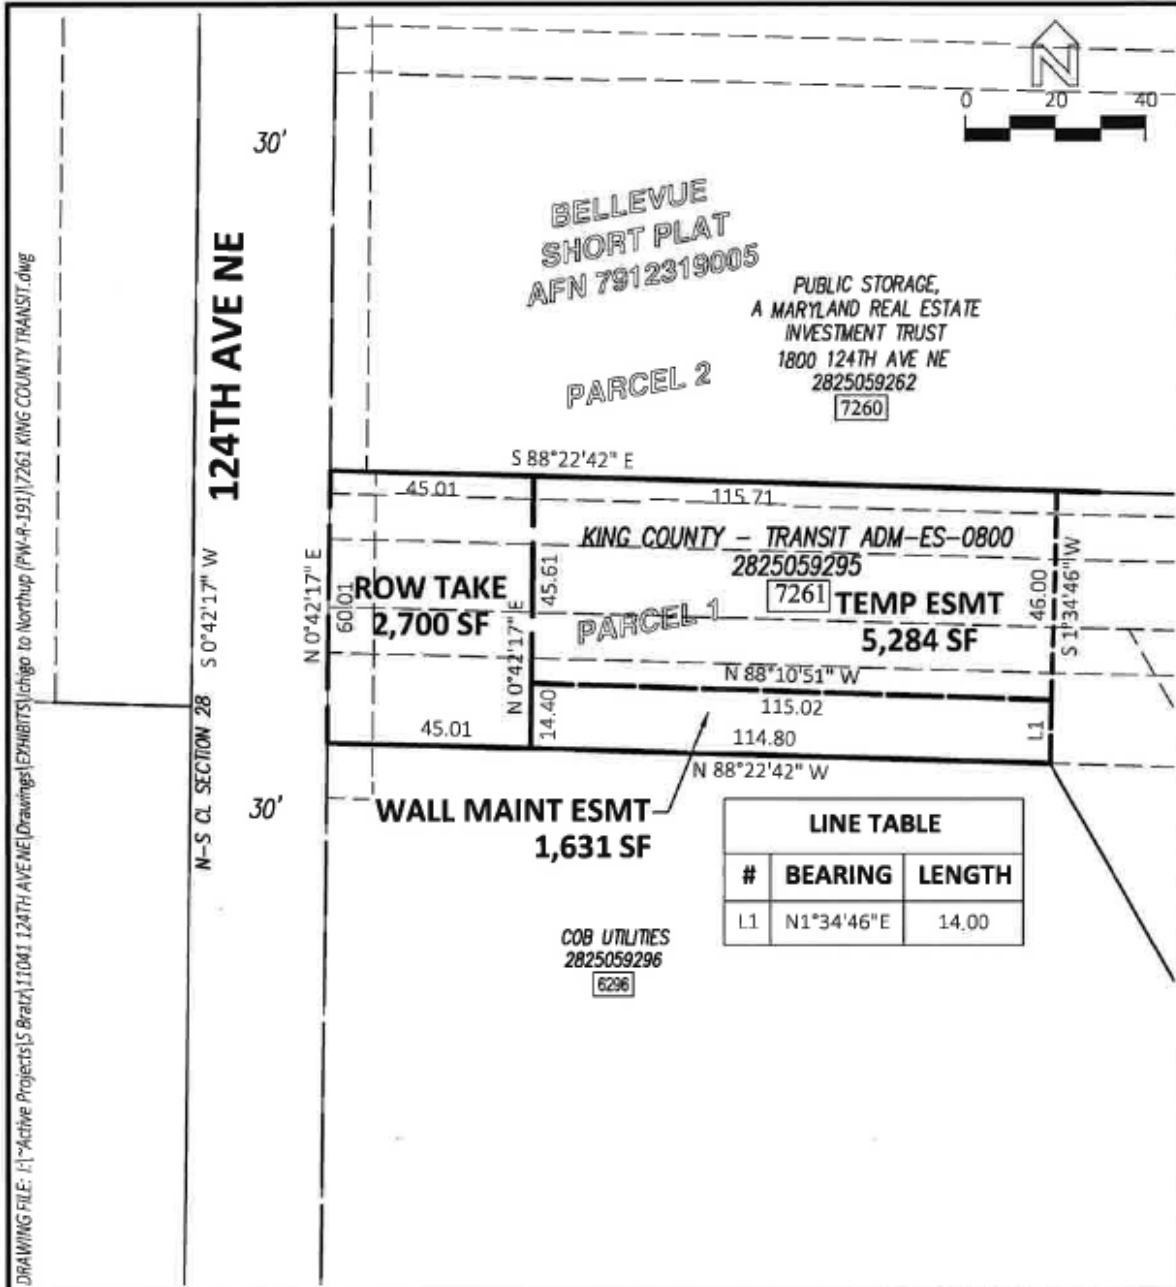 30'
0 20 40
BELLEVUE
SHORT PLAT
AFN 7912319005
PUBLIC STORAGE,
A MARYLAND REAL ESTATE
INVESTMENT TRUST
1800 124TH AVE NE
2825059262
7260
PARCEL 2
124TH AVE NE
S 88°22'42" E
45.01
115.71
KING COUNTY – TRANSIT ADM-ES-0800
2825059295
7261
ROW TAKE
2,700 SF
PARCEL 1
TEMP ESMT
5,284 SF
S 0°42'17" W
N 0°42'17" E
60.01
45.61
N 0°42'17" E
46.00
S 1°34'46" W
N 88°10'51" W
115.02
14.40
L1
45.01
114.80
N 88°22'42" W
N-S CL SECTION 28
30'
WALL MAINT ESMT
1,631 SF
LINE TABLE
# BEARING LENGTH
L1 N1°34'46"E 14.00
COB UTILITIES
2825059296
6296
DRAWING FILE: J:\~Active Projects\S Bratz\11041 124TH AVE NE\Drawings\EXHIBITS\Ichigo to Northup (PW-R-191)\7261 KING COUNTY TRANSIT.dwg